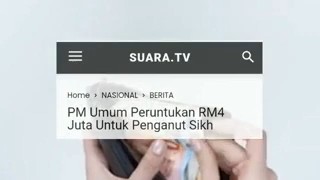 SUARA.TV
Home › NASIONAL › BERITA
PM Umum Peruntukan RM4
Juta Untuk Penganut Sikh